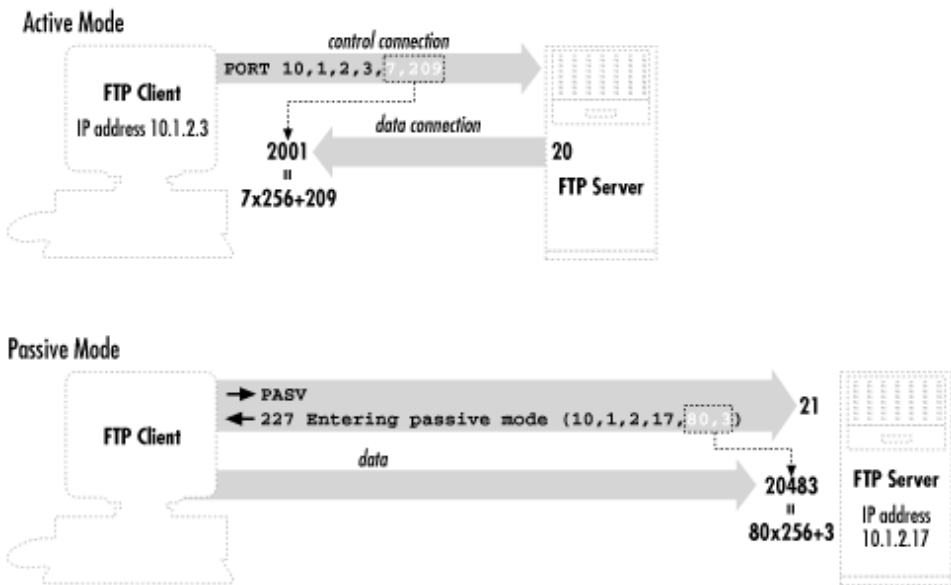 Active Mode
control connection
PORT 10,1,2,3,7,209
FTP Client
IP address 10.1.2.3
data connection
2001
=
7x256+209
20
FTP Server
Passive Mode
PASV
227 Entering passive mode (10,1,2,17,80,3)
21
FTP Client
data
20483
=
80x256+3
FTP Server
IP address
10.1.2.17